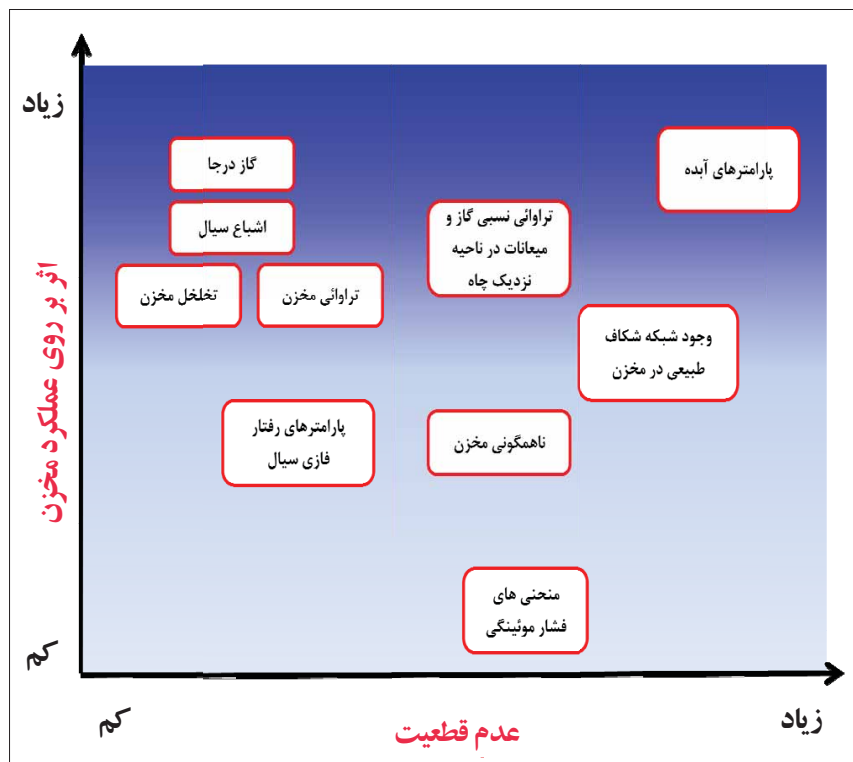 زیاد
گاز درجا
پارامترهای آبده
اشباع سیال
تراوائی نسبی گاز و
میعانات در ناحیه
نزدیک چاه
تراوائی مخزن
تخلخل مخزن
وجود شبکه شکاف
طبیعی در مخزن
پارامترهای رفتار
فازی سیال
ناهمگونی مخزن
منحنی های
فشار موئینگی
اثر بر روی عملکرد مخزن
کم
زیاد
عدم قطعیت
کم